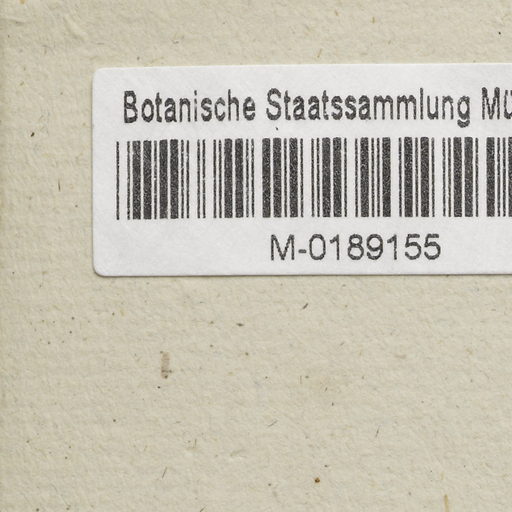 Botanische Staatssammlung Mü
M-0189155